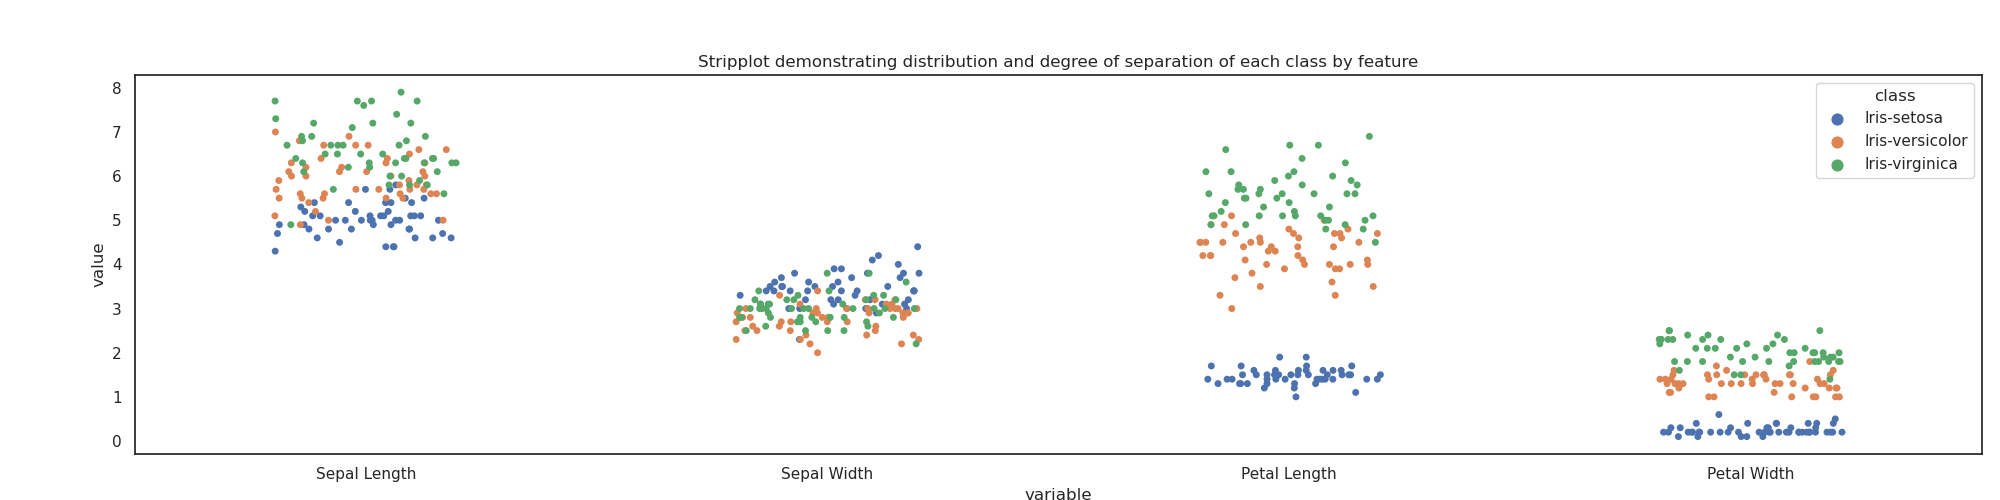 Stripplot demonstrating distribution and degree of separation of each class by feature
value
8
7
6
5
4
3
2
1
0
class
Iris-setosa
Iris-versicolor
Iris-virginica
Sepal Length
Sepal Width
Petal Length
Petal Width
variable